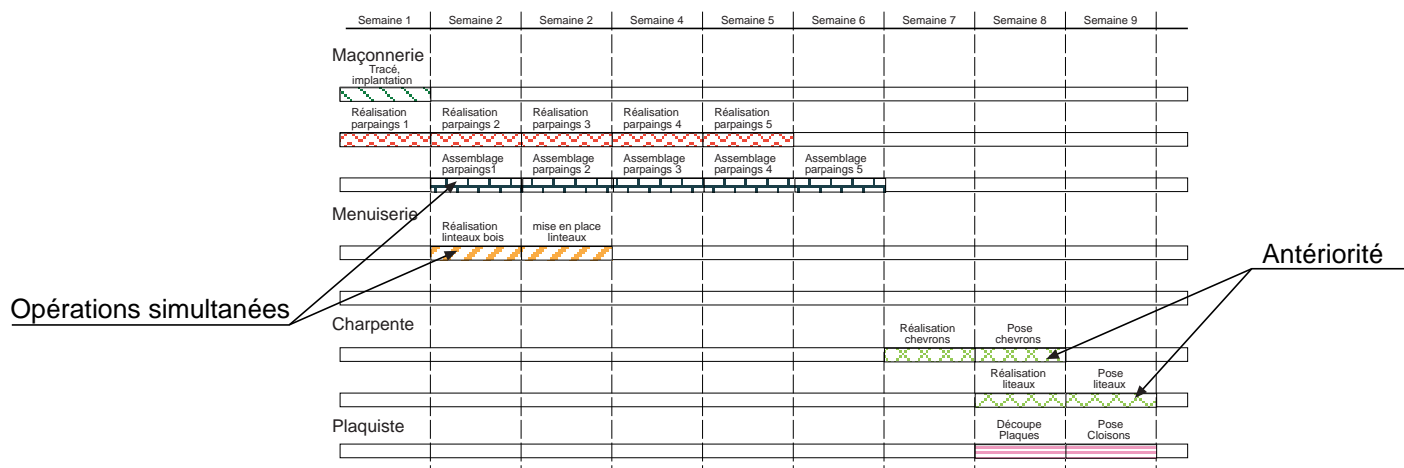 Semaine 1 Semaine 2 Semaine 2 Semaine 4 Semaine 5 Semaine 6 Semaine 7 Semaine 8 Semaine 9
Maçonnerie
Tracé,
implantation
Réalisation
parpaings 1
Réalisation
parpaings 2
Réalisation
parpaings 3
Réalisation
parpaings 4
Réalisation
parpaings 5
Assemblage
parpaings1
Assemblage
parpaings 2
Assemblage
parpaings 3
Assemblage
parpaings 4
Assemblage
parpaings 5
Menuiserie
Réalisation
linteaux bois
mise en place
linteaux
Antériorité
Opérations simultanées
Charpente
Réalisation
chevrons
Pose
chevrons
Réalisation
liteaux
Pose
liteaux
Plaquiste
Découpe
Plaques
Pose
Cloisons